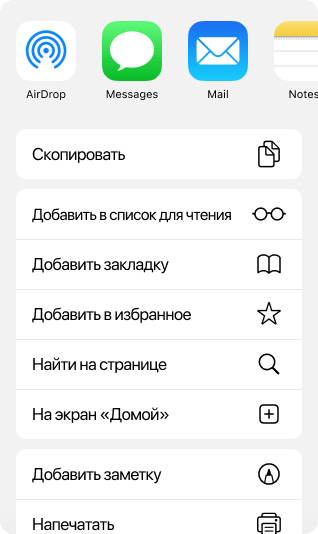 AirDrop
Messages
Mail
Notes
Скопировать
Добавить в список для чтения
Добавить закладку
Добавить в избранное
Найти на странице
На экран «Домой»
Добавить заметку
Напечатать